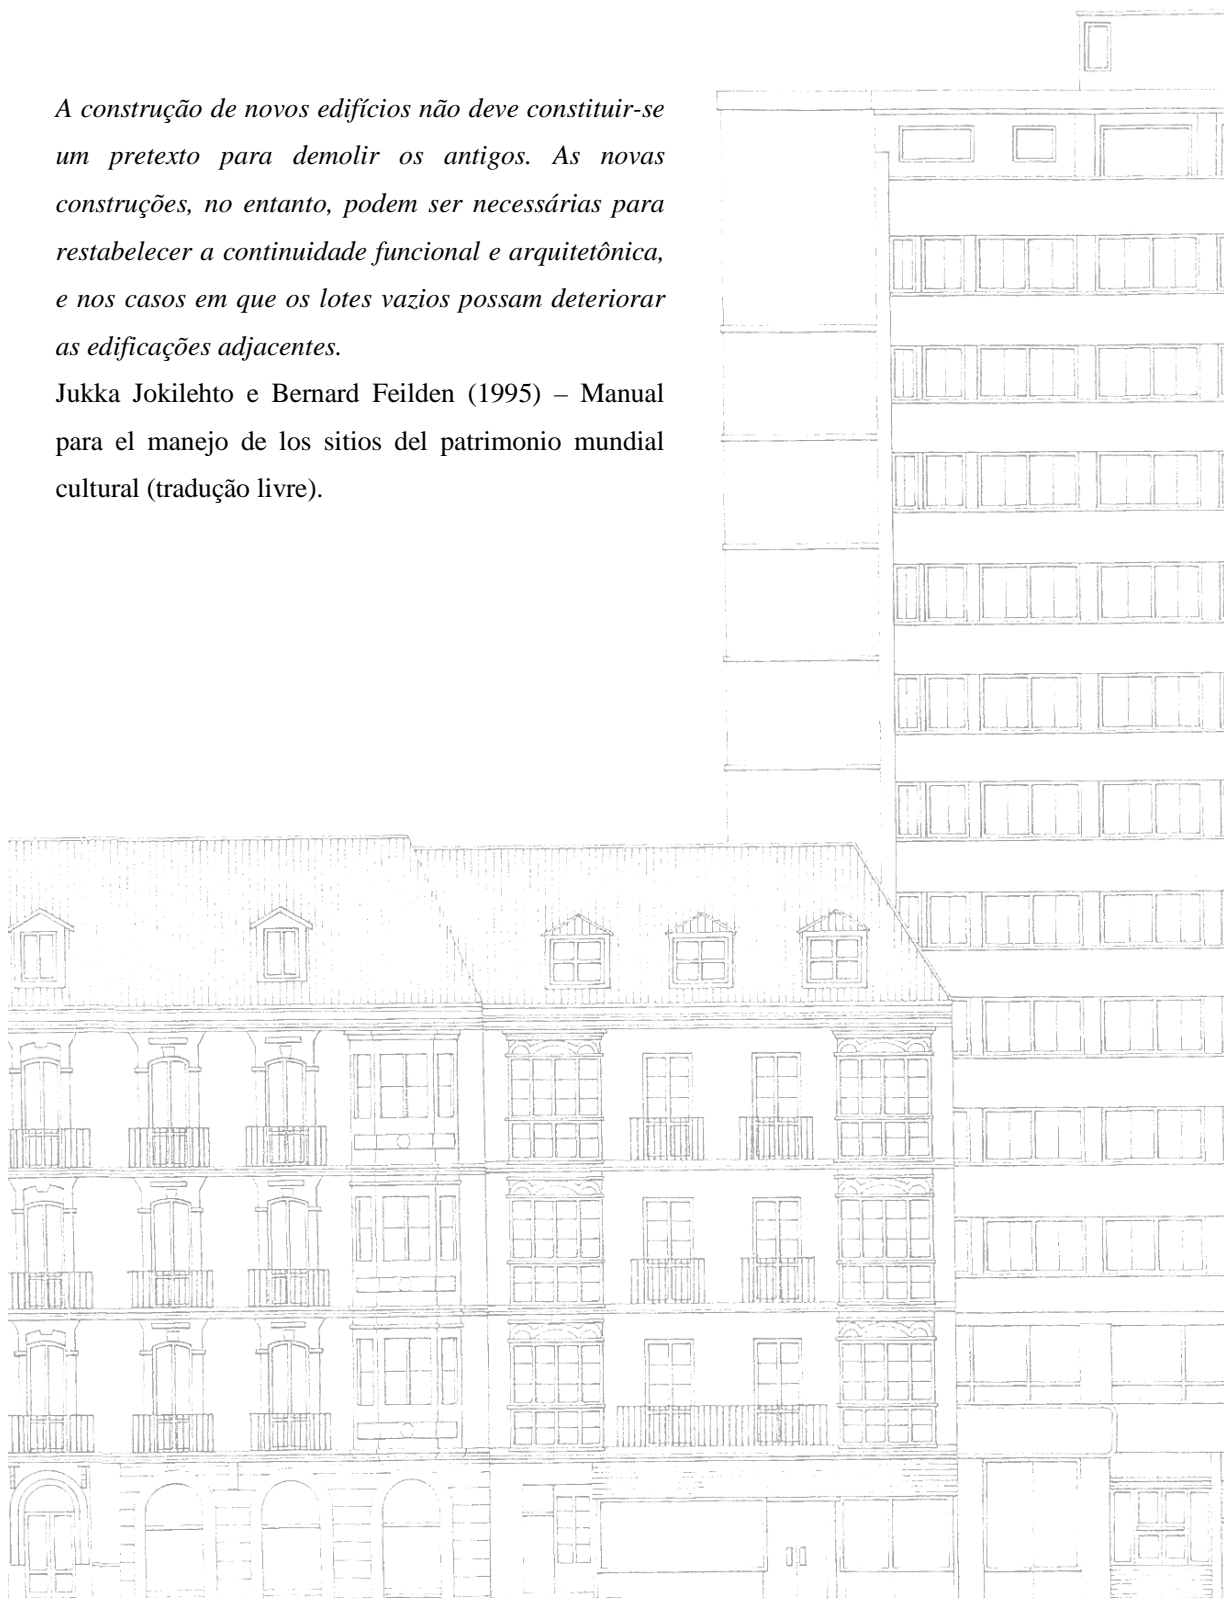 A construção de novos edifícios não deve constituir-se
um pretexto para demolir os antigos. As novas
construções, no entanto, podem ser necessárias para
restabelecer a continuidade funcional e arquitetônica,
e nos casos em que os lotes vazios possam deteriorar
as edificações adjacentes.
Jukka Jokilehto e Bernard Feilden (1995) – Manual
para el manejo de los sitios del patrimonio mundial
cultural (tradução livre).